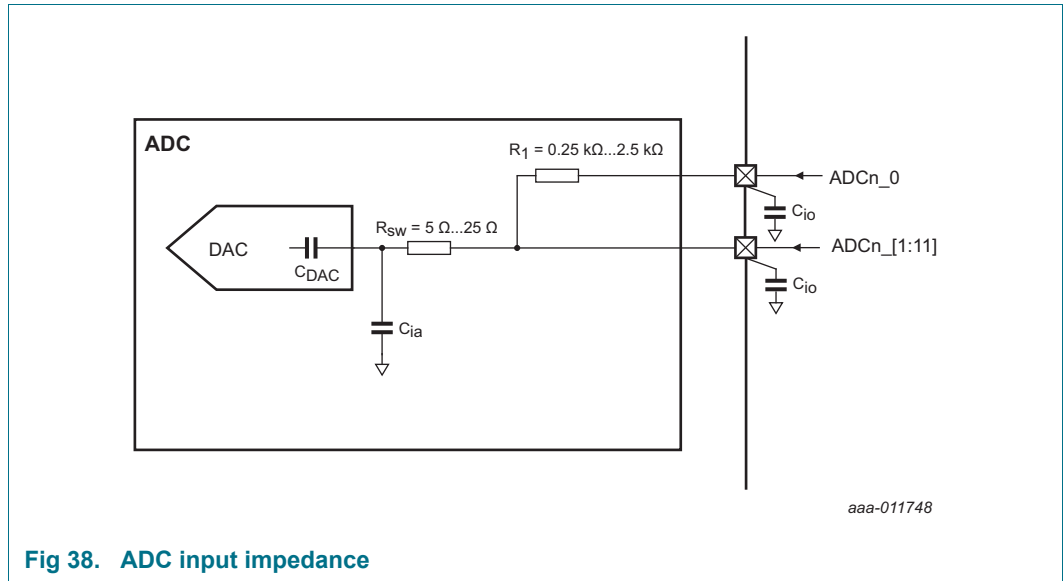 ADC
R1 = 0.25 kΩ...2.5 kΩ
ADCn_0
Cio
Rsw = 5 Ω...25 Ω
DAC
CDAC
ADCn_[1:11]
Cio
Cia
aaa-011748
Fig 38. ADC input impedance